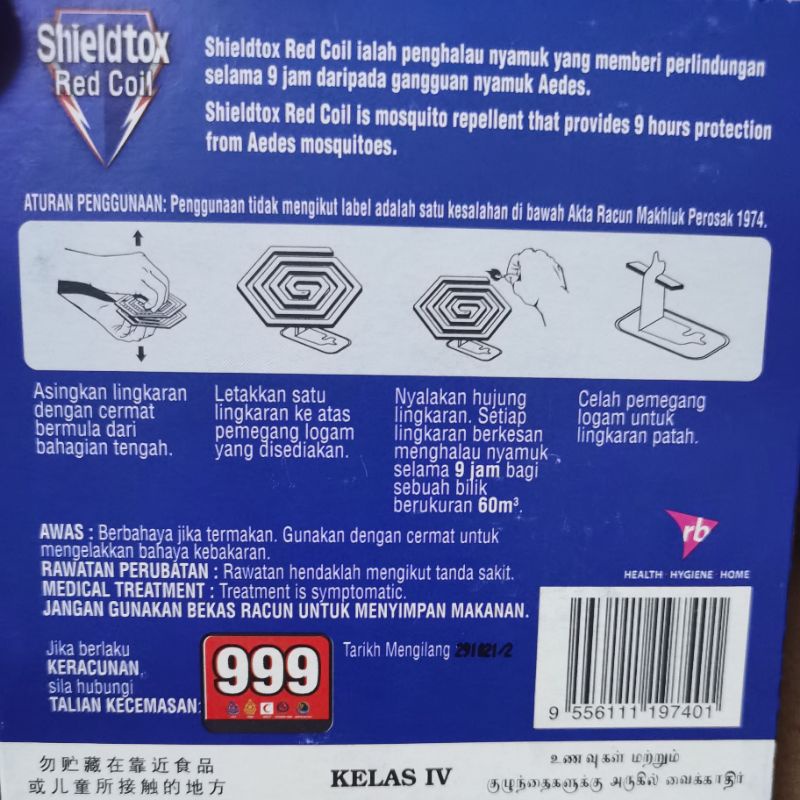 Shieldtox
Red Coil
Shieldtox Red Coil ialah penghalau nyamuk yang memberi perlindungan
selama 9 jam daripada gangguan nyamuk Aedes.
Shieldtox Red Coil is mosquito repellent that provides 9 hours protection
from Aedes mosquitoes.
ATURAN PENGGUNAAN: Penggunaan tidak mengikut label adalah satu kesalahan di bawah Akta Racun Makhluk Perosak 1974.
Asingkan lingkaran
dengan cermat
bermula dari
bahagian tengah.
Letakkan satu
lingkaran ke atas
pemegang logam
yang disediakan.
Nyalakan hujung
lingkaran. Setiap
lingkaran berkesan
menghalau nyamuk
selama 9 jam bagi
sebuah bilik
berukuran 60m³.
Celah pemegang
logam untuk
lingkaran patah.
AWAS : Berbahaya jika termakan. Gunakan dengan cermat untuk
mengelakkan bahaya kebakaran.
RAWATAN PERUBATAN : Rawatan hendaklah mengikut tanda sakit.
MEDICAL TREATMENT : Treatment is symptomatic.
JANGAN GUNAKAN BEKAS RACUN UNTUK MENYIMPAN MAKANAN.
rb
HEALTH · HYGIENE · HOME
Jika berlaku
KERACUNAN,
sila hubungi
TALIAN KECEMASAN:
999
Tarikh Mengilang
9 556111 197401
勿贮藏在靠近食品
或儿童所接触的地方
KELAS IV
உணவுகள் மற்றும்
குழந்தைகளுக்கு அருகில் வைக்காதிர்